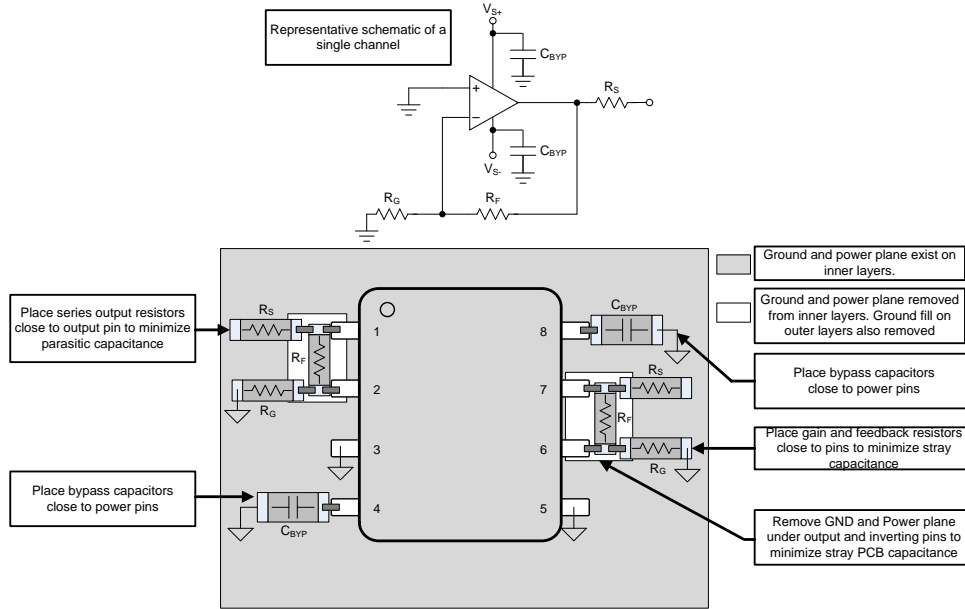 Representative schematic of a
single channel
VS+
CBYP
+
−
RS
CBYP
VS-
RG
RF
Ground and power plane exist on
inner layers.
Ground and power plane removed
from inner layers. Ground fill on
outer layers also removed
Place series output resistors
close to output pin to minimize
parasitic capacitance
RS
RF
RG
1
2
3
4
CBYP
Place bypass capacitors
close to power pins
8
7
6
5
CBYP
RS
RF
RG
Place bypass capacitors
close to power pins
Place gain and feedback resistors
close to pins to minimize stray
capacitance
Remove GND and Power plane
under output and inverting pins to
minimize stray PCB capacitance